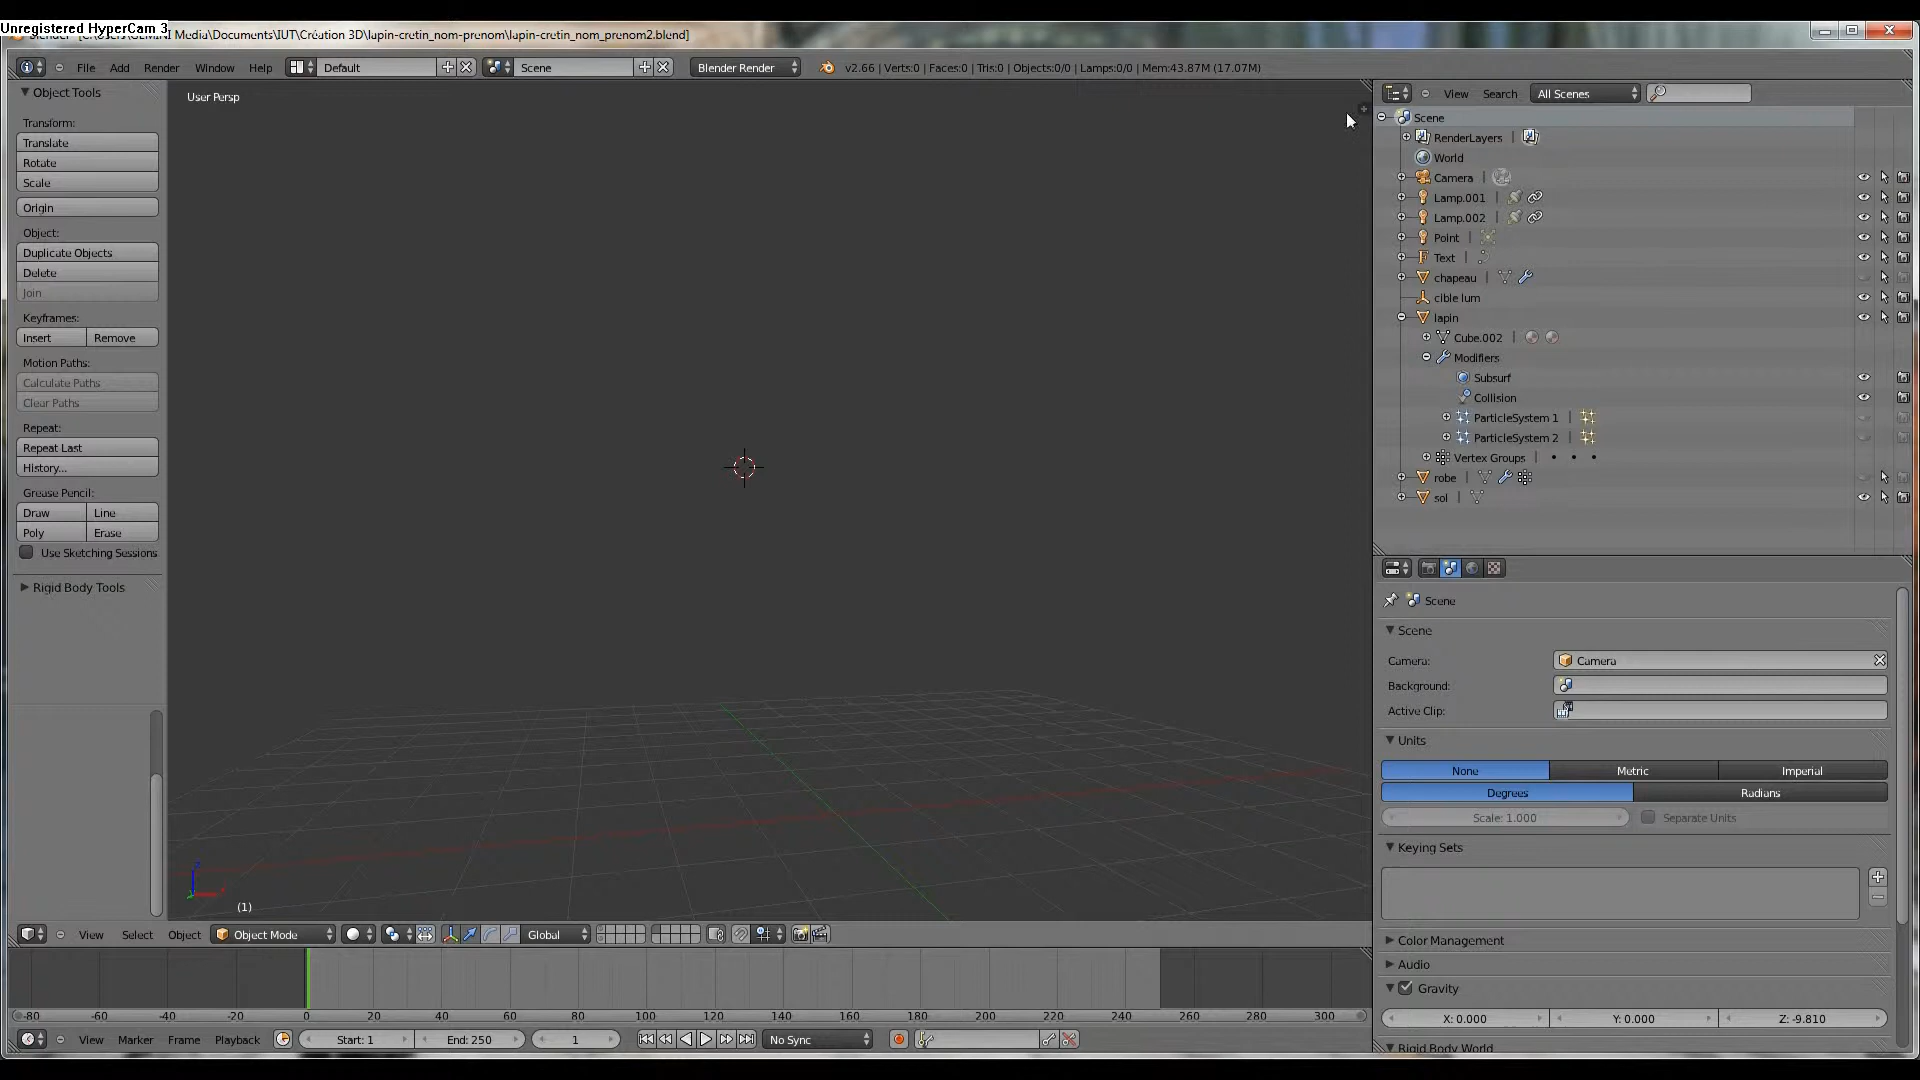 Unregistered HyperCam 3
Blender [C:\Users\GEMINI Media\Documents\IUT\Création 3D\lapin-cretin_nom-prenom\lapin-cretin_nom_prenom2.blend]
File Add Render Window Help Default Scene Blender Render v2.66 | Verts:0 | Faces:0 | Tris:0 | Objects:0/0 | Lamps:0/0 | Mem:43.87M (17.07M)
Object Tools
User Persp
View Search All Scenes
Transform:
Translate
Rotate
Scale
Origin
Object:
Duplicate Objects
Delete
Join
Keyframes:
Insert Remove
Motion Paths:
Calculate Paths
Clear Paths
Repeat:
Repeat Last
History...
Grease Pencil:
Draw Line
Poly Erase
Use Sketching Sessions
Rigid Body Tools
Scene
RenderLayers
World
Camera
Lamp.001
Lamp.002
Point
Text
chapeau
cible lum
lapin
Cube.002
Modifiers
Subsurf
Collision
ParticleSystem 1
ParticleSystem 2
Vertex Groups
robe
sol
Scene
Scene
Camera: Camera
Background:
Active Clip:
Units
None Metric Imperial
Degrees Radians
Scale: 1.000 Separate Units
Keying Sets
Color Management
Audio
Gravity
X: 0.000 Y: 0.000 Z: -9.810
Rigid Body World
(1)
View Select Object Object Mode Global
-80 -60 -40 -20 0 20 40 60 80 100 120 140 160 180 200 220 240 260 280 300
View Marker Frame Playback Start: 1 End: 250 1 No Sync